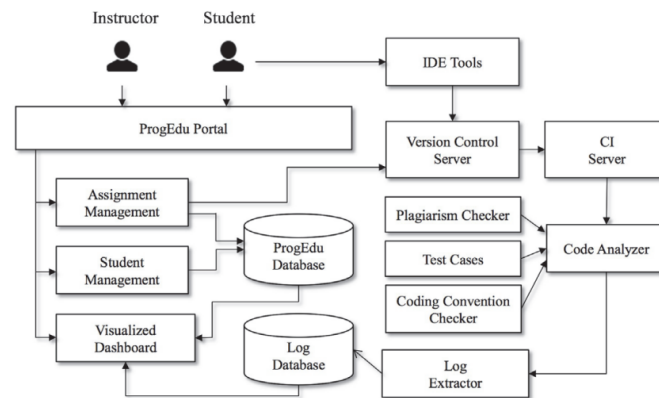 Instructor
Student
IDE Tools
ProgEdu Portal
Version Control
Server
CI
Server
Assignment
Management
Plagiarism Checker
ProgEdu
Database
Code Analyzer
Student
Management
Test Cases
Coding Convention
Checker
Visualized
Dashboard
Log
Database
Log
Extractor